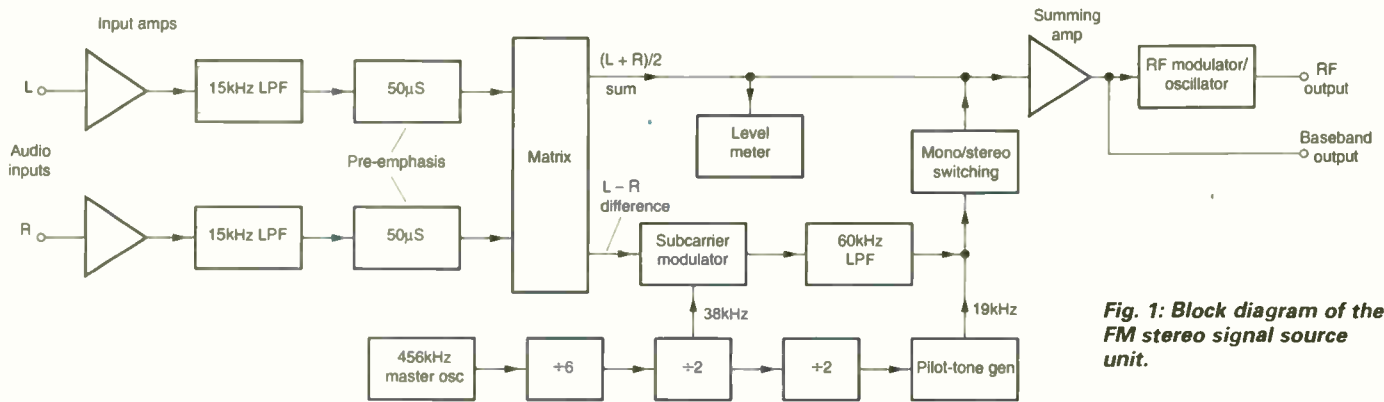 Input amps
L
15kHz LPF
50µS
Audio
inputs
Pre-emphasis
R
15kHz LPF
50µS
Matrix
(L + R)/2
sum
Level
meter
L – R
difference
Subcarrier
modulator
60kHz
LPF
Mono/stereo
switching
Summing
amp
RF modulator/
oscillator
RF
output
Baseband
output
38kHz
19kHz
456kHz
master osc
÷6
÷2
÷2
Pilot-tone gen
Fig. 1: Block diagram of the
FM stereo signal source
unit.